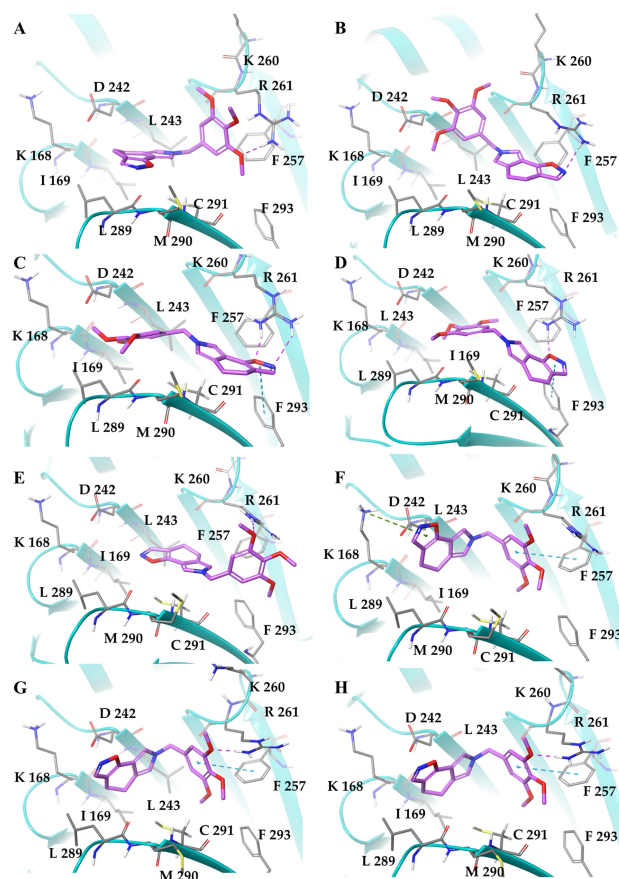 A
K 260
D 242
R 261
L 243
K 168
F 257
I 169
C 291
F 293
L 289
M 290
B
K 260
D 242
R 261
F 257
K 168
L 243
I 169
C 291
F 293
L 289
M 290
C
K 260
D 242
R 261
L 243
F 257
K 168
I 169
C 291
F 293
L 289
M 290
D
K 260
D 242
R 261
F 257
K 168
L 243
I 169
L 289
M 290
F 293
C 291
E
K 260
D 242
R 261
L 243
F 257
K 168
I 169
L 289
F 293
M 290
C 291
F
K 260
D 242
L 243
R 261
K 168
F 257
I 169
L 289
F 293
M 290
C 291
G
K 260
D 242
R 261
K 168
F 257
L 243
I 169
C 291
F 293
L 289
M 290
H
K 260
D 242
L 243
R 261
K 168
F 257
I 169
C 291
F 293
L 289
M 290